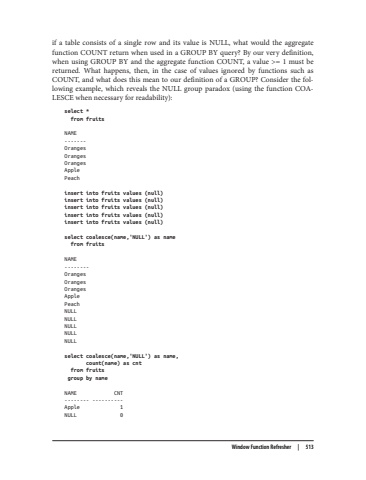 if a table consists of a single row and its value is NULL, what would the aggregate
function COUNT return when used in a GROUP BY query? By our very definition,
when using GROUP BY and the aggregate function COUNT, a value >= 1 must be
returned. What happens, then, in the case of values ignored by functions such as
COUNT, and what does this mean to our definition of a GROUP? Consider the fol-
lowing example, which reveals the NULL group paradox (using the function COA-
LESCE when necessary for readability):
select *
from fruits
NAME
-------
Oranges
Oranges
Oranges
Apple
Peach
insert into fruits values (null)
insert into fruits values (null)
insert into fruits values (null)
insert into fruits values (null)
insert into fruits values (null)
select coalesce(name,'NULL') as name
from fruits
NAME
--------
Oranges
Oranges
Oranges
Apple
Peach
NULL
NULL
NULL
NULL
NULL
select coalesce(name,'NULL') as name,
count(name) as cnt
from fruits
group by name
NAME CNT
-------- ----------
Apple 1
NULL 0
Window Function Refresher | 513